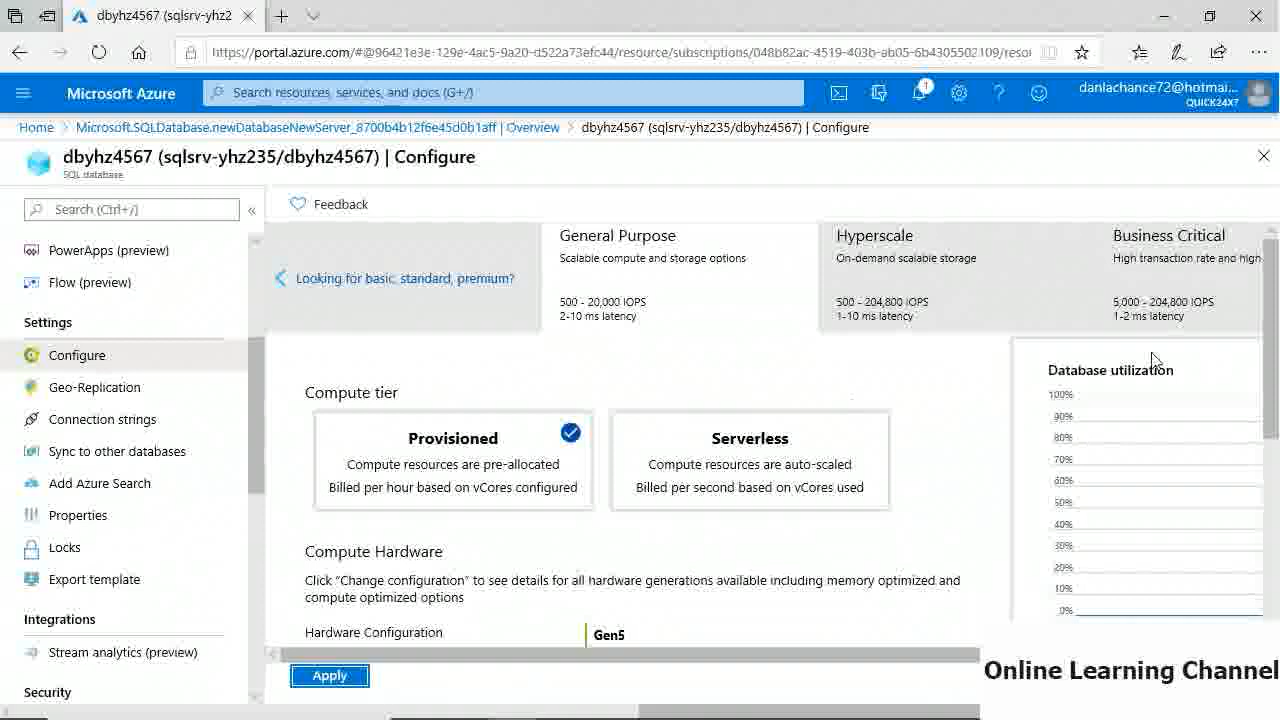 dbyhz4567 (sqlsrv-yhz2
https://portal.azure.com/#@96421e3e-129e-4ac5-9a20-d522a73efc44/resource/subscriptions/048b82ac-4519-403b-ab05-6b4305502109/resou
Microsoft Azure
Search resources, services, and docs (G+/)
1
danlachance72@hotmai...
QUICK24X7
Home > Microsoft.SQLDatabase.newDatabaseNewServer_8700b4b12f6e45d0b1aff | Overview > dbyhz4567 (sqlsrv-yhz235/dbyhz4567) | Configure
dbyhz4567 (sqlsrv-yhz235/dbyhz4567) | Configure
SQL database
Search (Ctrl+/)
«
PowerApps (preview)
Flow (preview)
Settings
Configure
Geo-Replication
Connection strings
Sync to other databases
Add Azure Search
Properties
Locks
Export template
Integrations
Stream analytics (preview)
Security
Feedback
Looking for basic, standard, premium?
General Purpose
Scalable compute and storage options
500 - 20,000 IOPS
2-10 ms latency
Hyperscale
On-demand scalable storage
500 - 204,800 IOPS
1-10 ms latency
Business Critical
High transaction rate and high
5,000 - 204,800 IOPS
1-2 ms latency
Compute tier
Provisioned
Compute resources are pre-allocated
Billed per hour based on vCores configured
Serverless
Compute resources are auto-scaled
Billed per second based on vCores used
Compute Hardware
Click "Change configuration" to see details for all hardware generations available including memory optimized and
compute optimized options
Hardware Configuration
Gen5
Apply
Database utilization
100%
90%
80%
70%
60%
50%
40%
30%
20%
10%
0%
Online Learning Channel